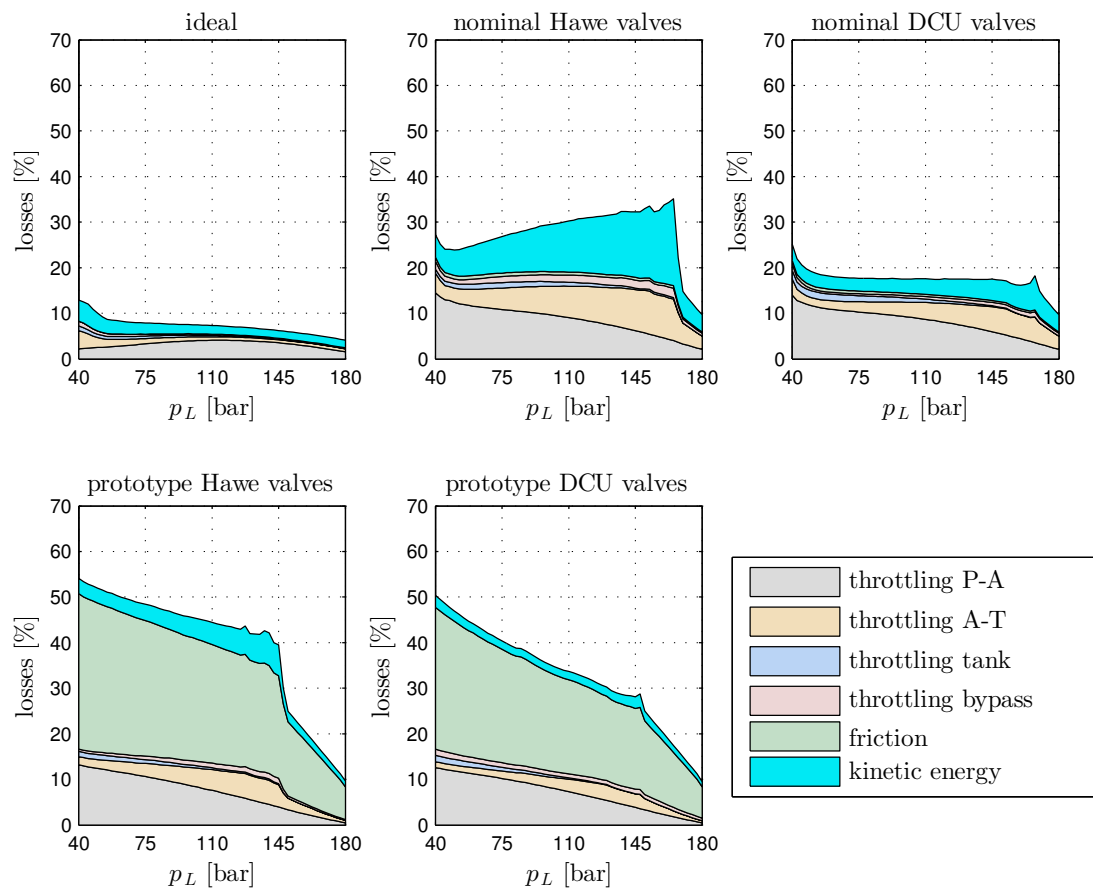 ideal
70
60
50
40
30
20
10
0
losses [%]
40 75 110 145 180
p_L [bar]
nominal Hawe valves
70
60
50
40
30
20
10
0
losses [%]
40 75 110 145 180
p_L [bar]
nominal DCU valves
70
60
50
40
30
20
10
0
losses [%]
40 75 110 145 180
p_L [bar]
prototype Hawe valves
70
60
50
40
30
20
10
0
losses [%]
40 75 110 145 180
p_L [bar]
prototype DCU valves
70
60
50
40
30
20
10
0
losses [%]
40 75 110 145 180
p_L [bar]
throttling P-A
throttling A-T
throttling tank
throttling bypass
friction
kinetic energy